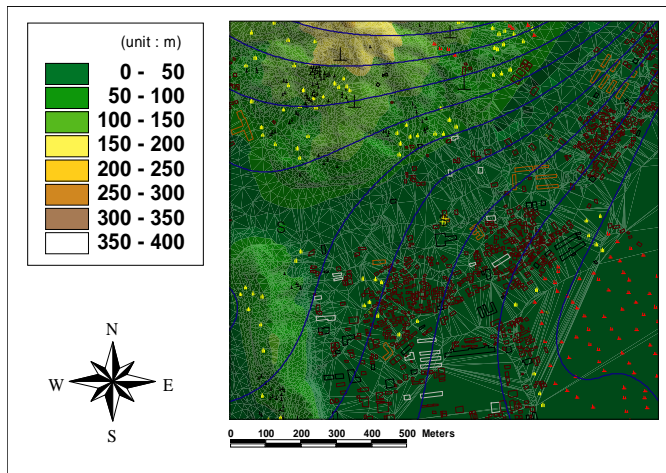 (unit : m)
0 - 50
50 - 100
100 - 150
150 - 200
200 - 250
250 - 300
300 - 350
350 - 400
N
W E
S
0 100 200 300 400 500 Meters